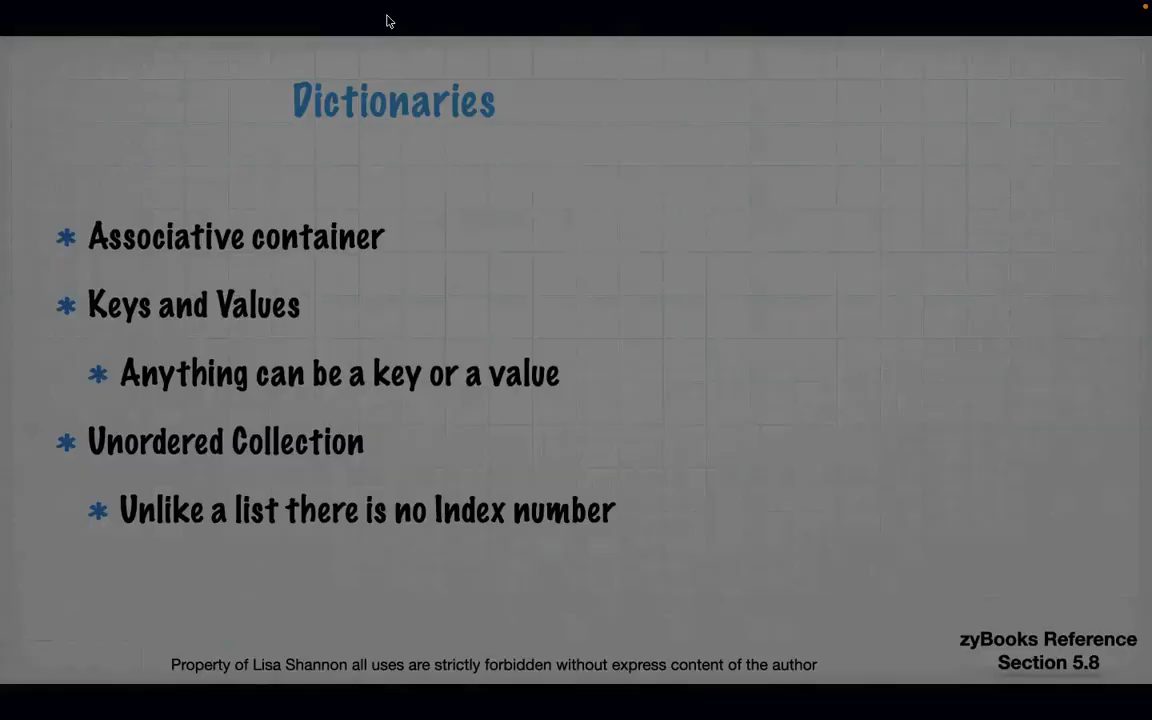 Dictionaries
* Associative container
* Keys and Values
* Anything can be a key or a value
* Unordered Collection
* Unlike a list there is no Index number
zyBooks Reference
Section 5.8
Property of Lisa Shannon all uses are strictly forbidden without express content of the author